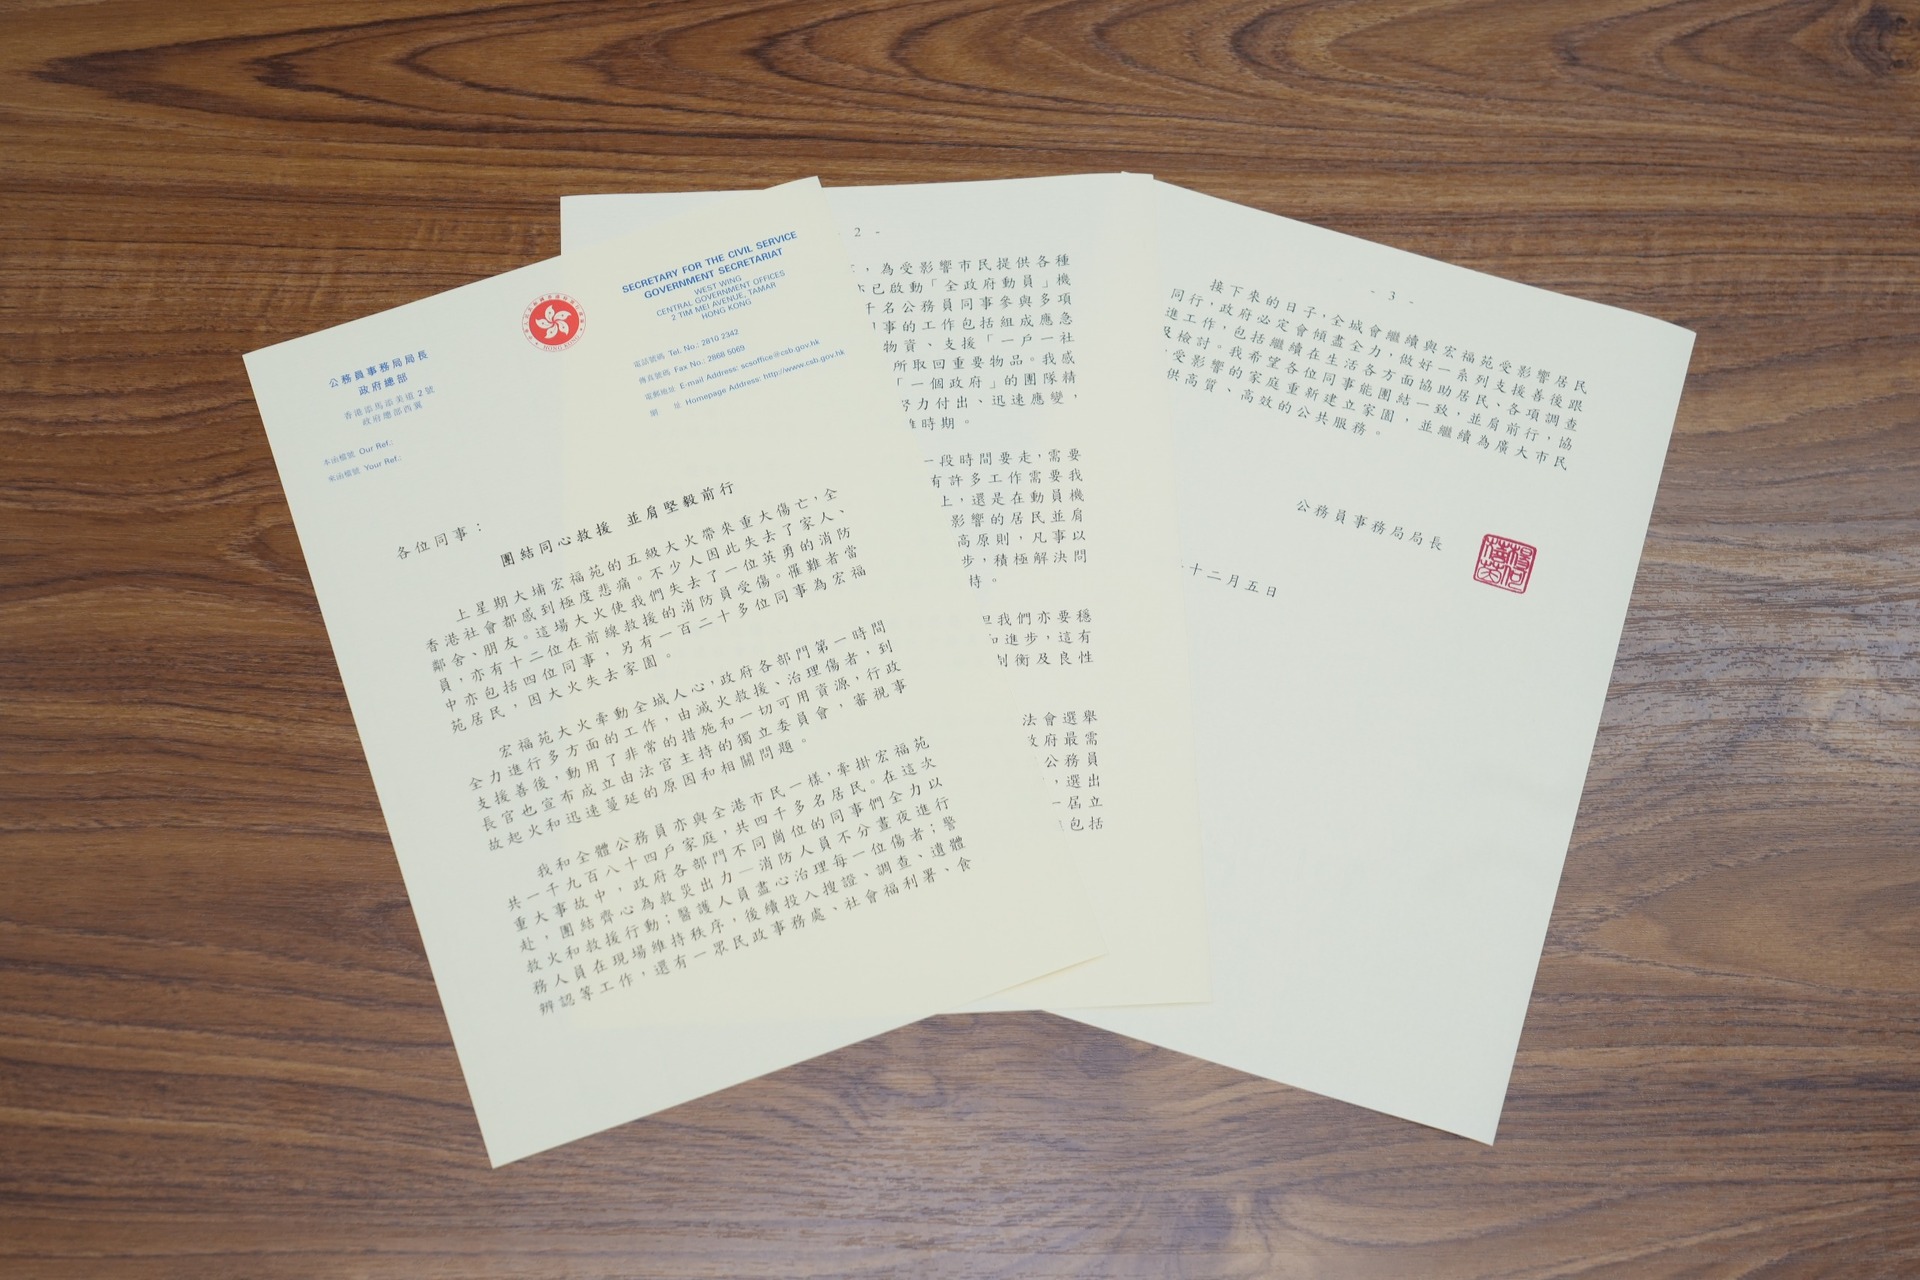 公務員事務局局長
政府總部
香港添馬添美道 2 號
政府總部西翼
本函檔號 Our Ref.:
來函檔號 Your Ref.:
HONG KONG
SECRETARY FOR THE CIVIL SERVICE
GOVERNMENT SECRETARIAT
WEST WING
CENTRAL GOVERNMENT OFFICES
2 TIM MEI AVENUE, TAMAR
HONG KONG
電話號碼 Tel. No.: 2810 2342
傳真號碼 Fax No.: 2868 5069
電郵地址 E-mail Address: scsoffice@csb.gov.hk
網 址 Homepage Address: http://www.csb.gov.hk
各位同事：
團結同心救援 並肩堅毅前行
上星期大埔宏福苑的五級大火帶來重大傷亡，全
香港社會都感到極度悲痛。不少人因此失去了家人、
鄰舍、朋友。這場大火使我們失去了一位英勇的消防
員，亦有十二位在前線救援的消防員受傷。罹難者當
中亦包括四位同事，另有一百二十多位同事為宏福
苑居民，因大火失去家園。
宏福苑大火牽動全城人心，政府各部門第一時間
全力進行多方面的工作，由滅火救援、治理傷者，到
支援善後，動用了非常的措施和一切可用資源，行政
長官也宣布成立由法官主持的獨立委員會，審視事
故起火和迅速蔓延的原因和相關問題。
我和全體公務員亦與全港市民一樣，牽掛宏福苑
共一千九百八十四戶家庭，共四千多名居民。在這次
重大事故中，政府各部門不同崗位的同事們全力以
赴，團結齊心為救災出力—消防人員不分晝夜進行
救火和救援行動；醫護人員盡心治理每一位傷者；警
務人員在現場維持秩序，後續投入搜證、調查、遺體
辨認等工作，還有一眾民政事務處、社會福利署、食
2 -
，為受影響市民提供各種
已啟動「全政府動員」機
千名公務員同事參與多項
事的工作包括組成應急
物資、支援「一戶一社
所取回重要物品。我感
「一個政府」的團隊精
努力付出、迅速應變，
時期。
一段時間要走，需要
有許多工作需要我
上，還是在動員機
影響的居民並肩
高原則，凡事以
步，積極解決問
持。
但我們亦要穩
和進步，這有
制衡及良性
法會選舉
政府最需
公務員
，選出
一屆立
包括
- 3 -
接下來的日子，全城會繼續與宏福苑受影響居民
同行，政府必定會傾盡全力，做好一系列支援善後跟
進工作，包括繼續在生活各方面協助居民、各項調查
及檢討。我希望各位同事能團結一致，並肩前行，協
受影響的家庭重新建立家園，並繼續為廣大市民
供高質、高效的公共服務。
公務員事務局局長
十二月五日